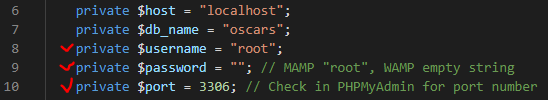 6 private $host = "localhost";
7 private $db_name = "oscars";
8 private $username = "root";
9 private $password = ""; // MAMP "root", WAMP empty string
10 private $port = 3306; // Check in PHPMyAdmin for port number